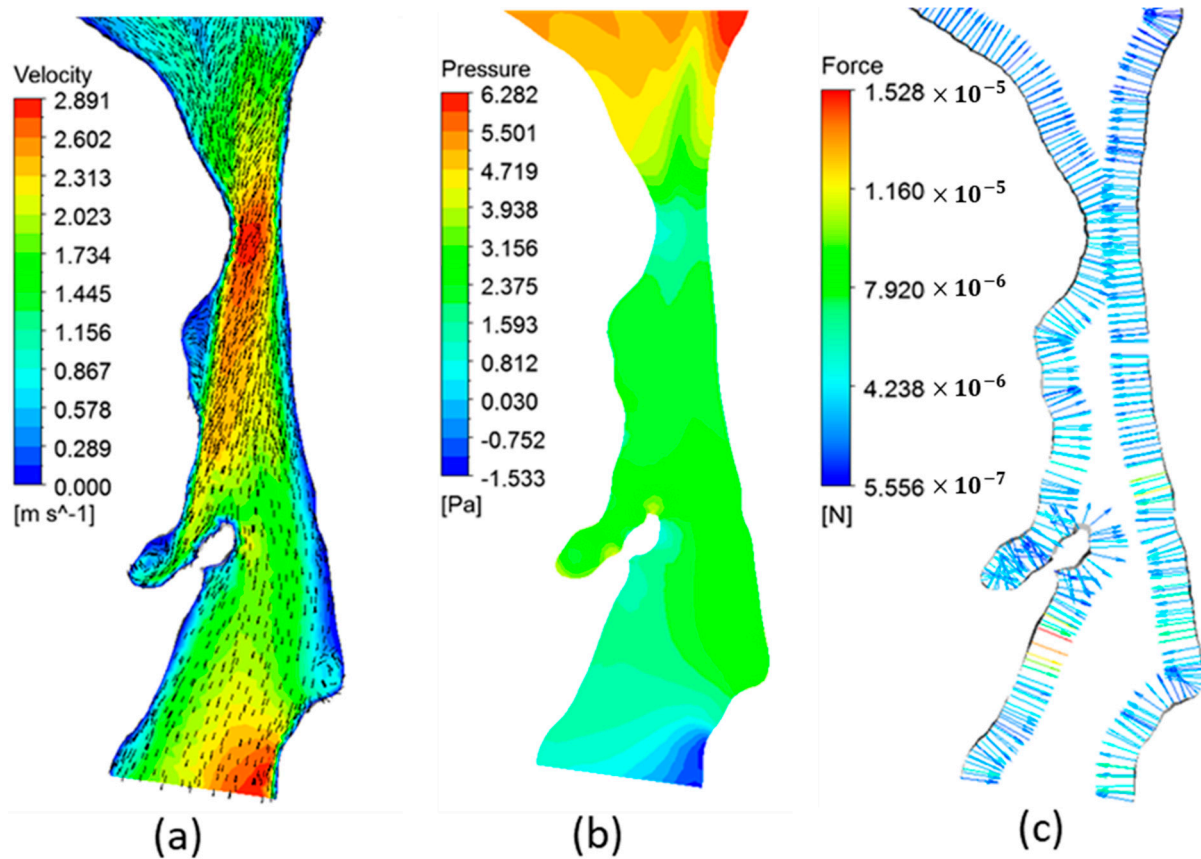 Velocity
2.891
2.602
2.313
2.023
1.734
1.445
1.156
0.867
0.578
0.289
0.000
[m s^-1]
(a)
Pressure
6.282
5.501
4.719
3.938
3.156
2.375
1.593
0.812
0.030
-0.752
-1.533
[Pa]
(b)
Force
1.528 × 10⁻⁵
1.160 × 10⁻⁵
7.920 × 10⁻⁶
4.238 × 10⁻⁶
5.556 × 10⁻⁷
[N]
(c)